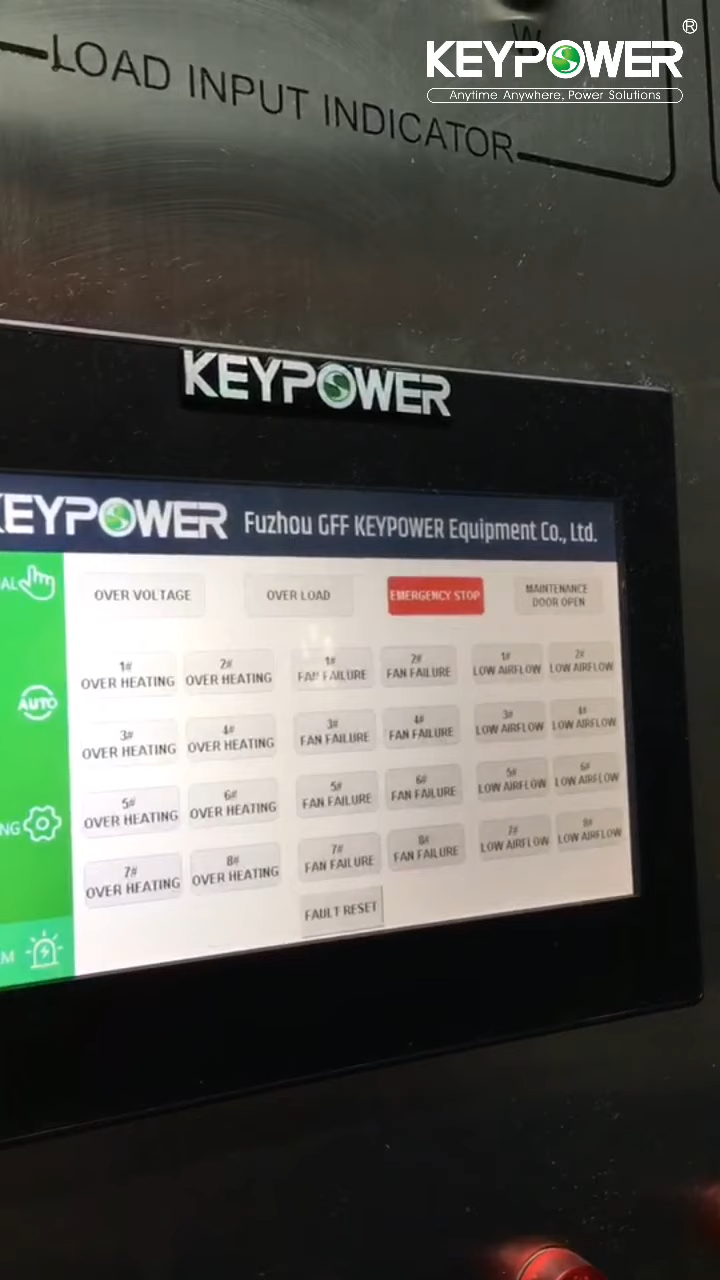 KEYPOWER®
Anytime Anywhere, Power Solutions
LOAD INPUT INDICATOR
KEYPOWER
KEYPOWER Fuzhou GFF KEYPOWER Equipment Co., Ltd.
AL
OVER VOLTAGE
OVER LOAD
EMERGENCY STOP
MAINTENANCE
DOOR OPEN
1#
OVER HEATING
2#
OVER HEATING
1#
FAN FAILURE
2#
FAN FAILURE
1#
LOW AIRFLOW
2#
LOW AIRFLOW
AUTO
3#
OVER HEATING
4#
OVER HEATING
3#
FAN FAILURE
4#
FAN FAILURE
3#
LOW AIRFLOW
4#
LOW AIRFLOW
NG
5#
OVER HEATING
6#
OVER HEATING
5#
FAN FAILURE
6#
FAN FAILURE
5#
LOW AIRFLOW
6#
LOW AIRFLOW
7#
OVER HEATING
8#
OVER HEATING
7#
FAN FAILURE
8#
FAN FAILURE
7#
LOW AIRFLOW
8#
LOW AIRFLOW
M
FAULT RESET